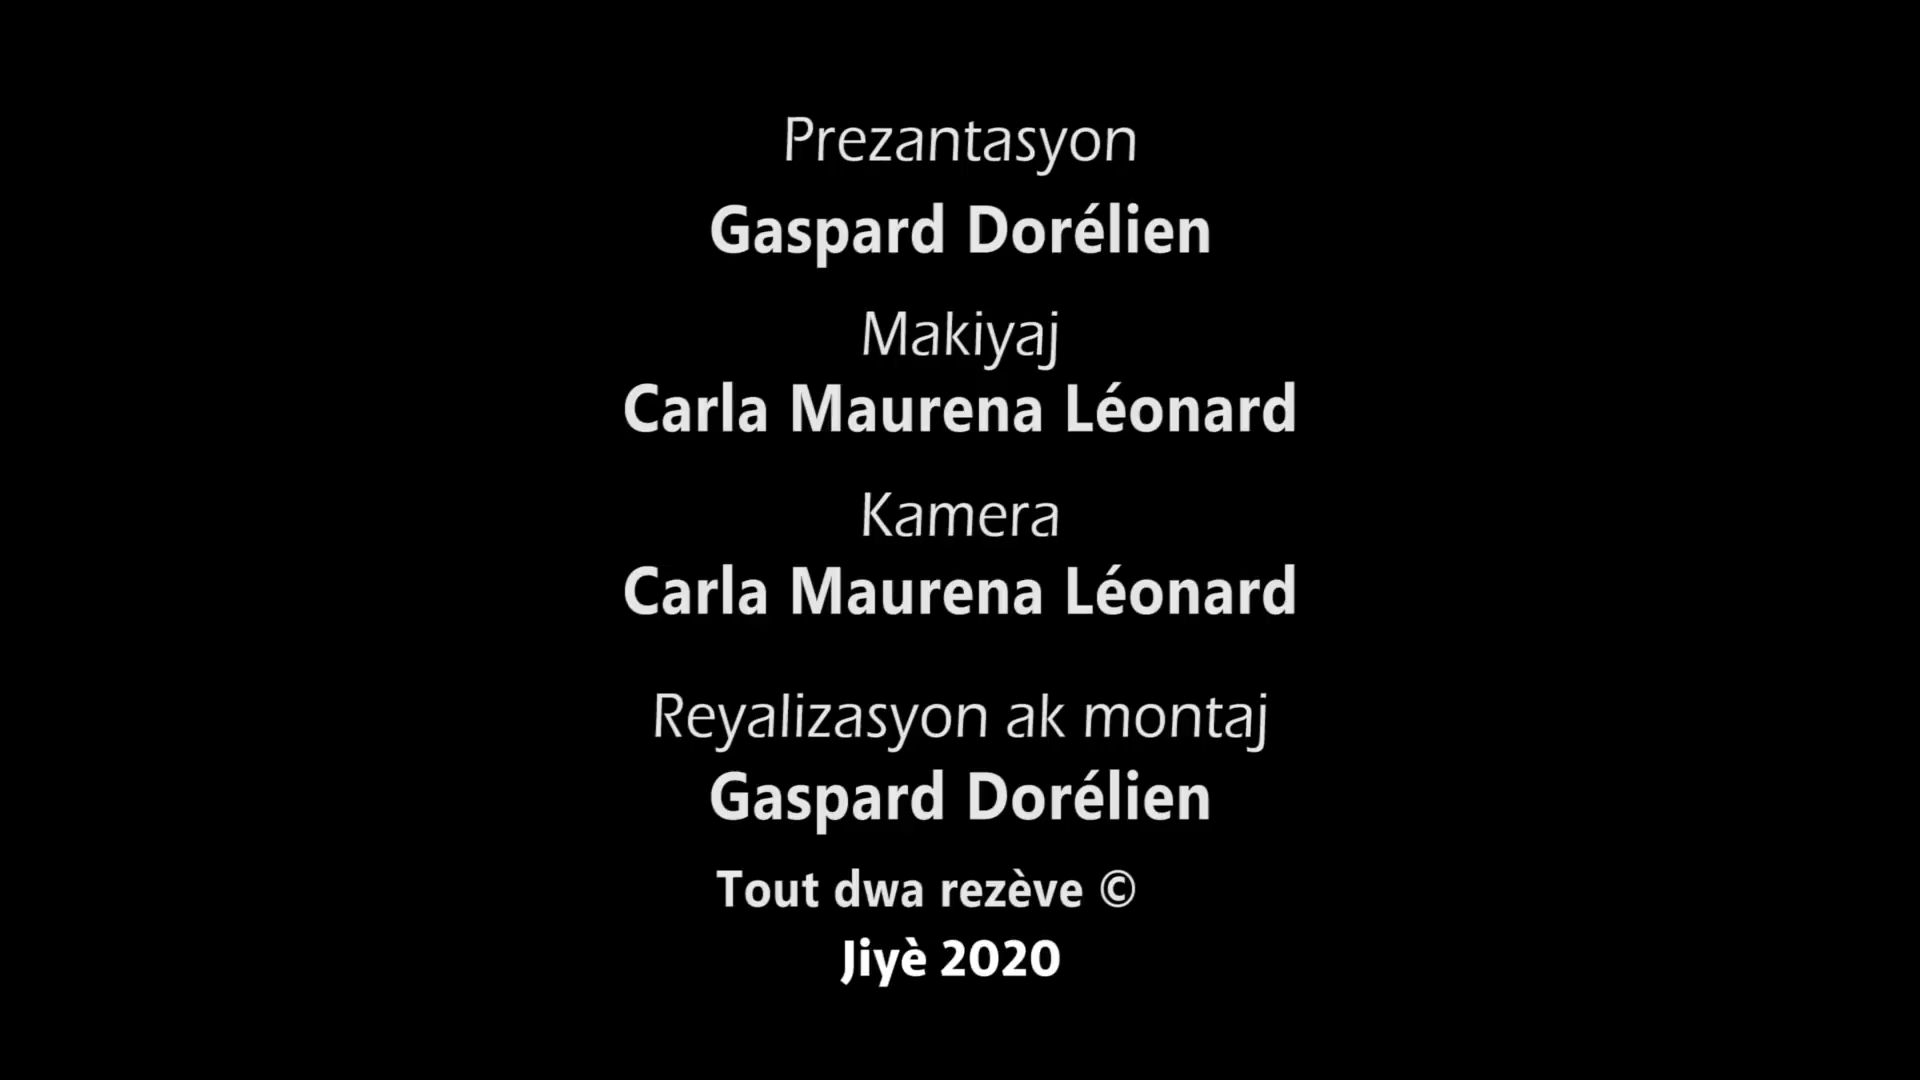 Prezantasyon
Gaspard Dorélien
Makiyaj
Carla Maurena Léonard
Kamera
Carla Maurena Léonard
Reyalizasyon ak montaj
Gaspard Dorélien
Tout dwa rezève ©
Jiyè 2020